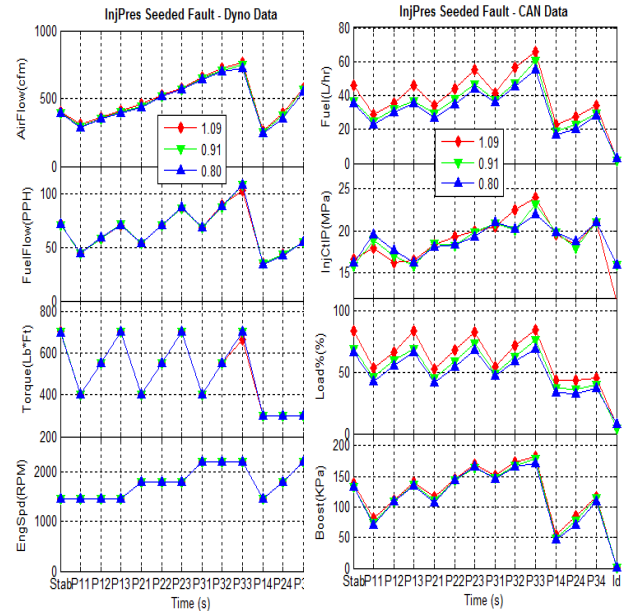 InjPres Seeded Fault - Dyno Data
1000
500
0
AirFlow(cfm)
1.09
0.91
0.80
100
50
0
FuelFlow(PPH)
800
600
400
200
Torque(Lb*Ft)
2000
1000
0
EngSpd(RPM)
Stab P11 P12 P13 P21 P22 P23 P31 P32 P33 P14 P24 P3
Time (s)
InjPres Seeded Fault - CAN Data
80
60
40
20
0
Fuel(L/hr)
1.09
0.91
0.80
25
20
15
InjCtlP(MPa)
100
50
0
Load%(%)
200
150
100
50
0
Boost(KPa)
Stab P11 P12 P13 P21 P22 P23 P31 P32 P33 P14 P24 P34 Id
Time (s)